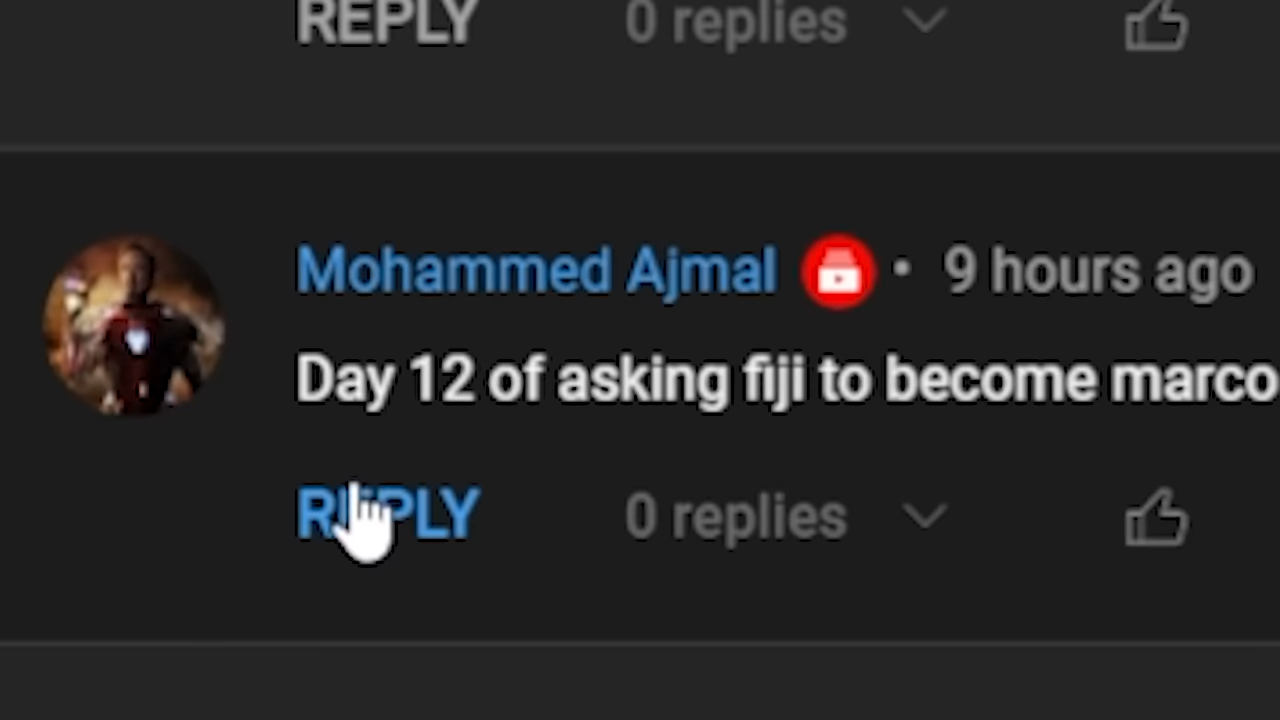 REPLY 0 replies
Mohammed Ajmal • 9 hours ago
Day 12 of asking fiji to become marco
REPLY 0 replies